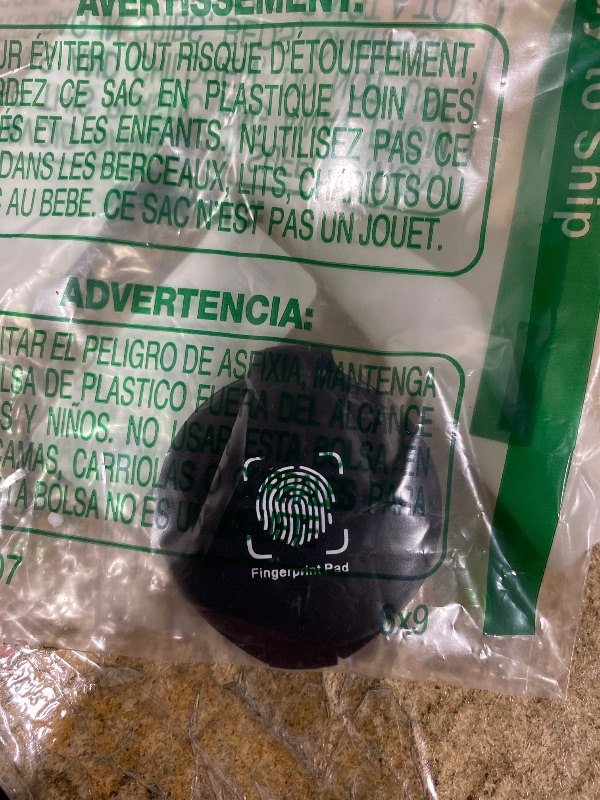 AVERTISSEMENT:
UR ÉVITER TOUT RISQUE D'ÉTOUFFEMENT,
RDEZ CE SAC EN PLASTIQUE LOIN DES
ÉS ET LES ENFANTS. N'UTILISEZ PAS CE
DANS LES BERCEAUX, LITS, CHARIOTS OU
AU BEBE. CE SAC N'EST PAS UN JOUET.
ADVERTENCIA:
ITAR EL PELIGRO DE ASFIXIA, MANTENGA
LSA DE PLASTICO FUERA DEL ALCANCE
S Y NIÑOS. NO USAR ESTA BOLSA EN
CAMAS, CARRIOLAS O PARA
TA BOLSA NO ES UN
07
6x9
Fingerprint Pad
to Ship